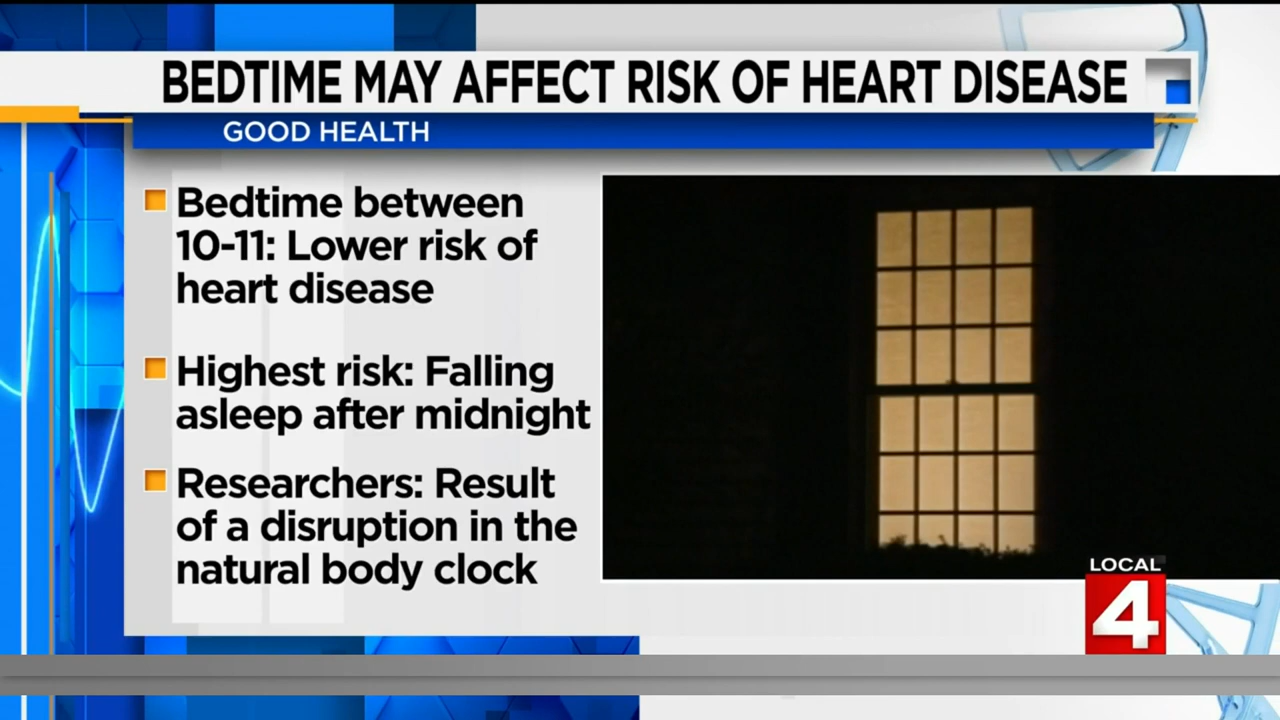 BEDTIME MAY AFFECT RISK OF HEART DISEASE
GOOD HEALTH
Bedtime between
10-11: Lower risk of
heart disease
Highest risk: Falling
asleep after midnight
Researchers: Result
of a disruption in the
natural body clock
LOCAL
4